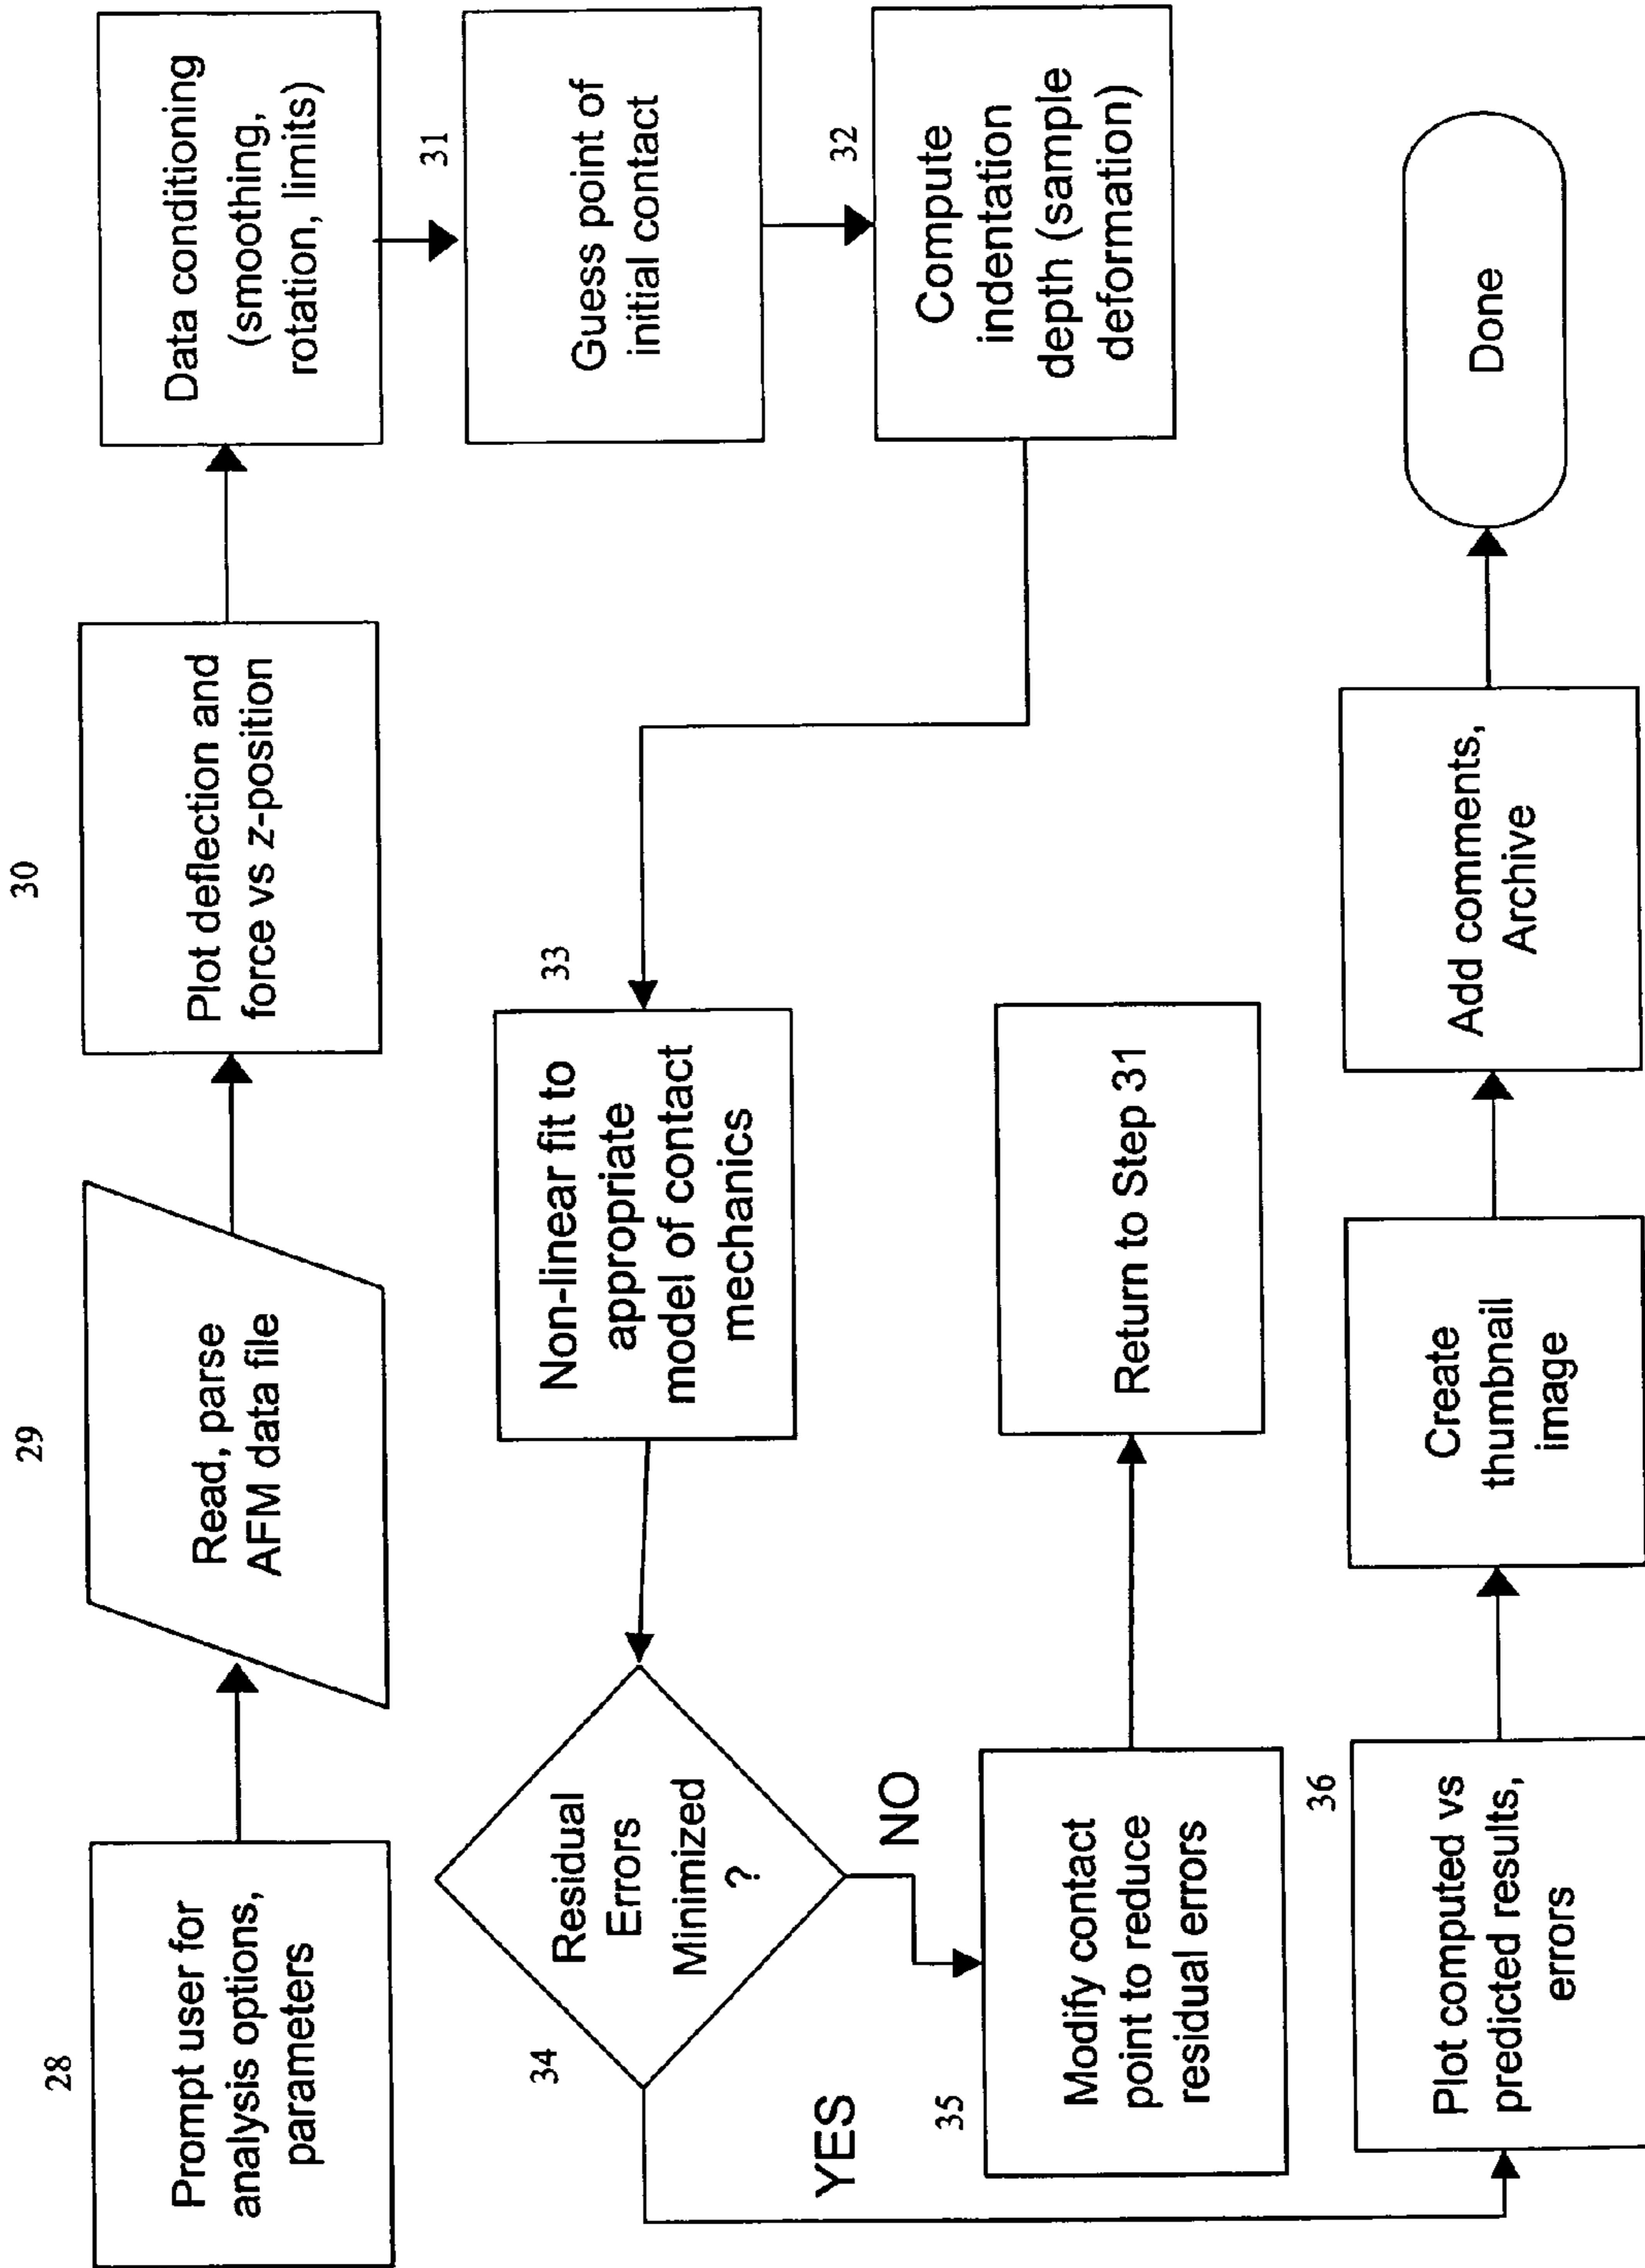 28
Prompt user for
analysis options,
parameters
29
Read, parse
AFM data file
30
Plot deflection and
force vs z-position
Data conditioning
(smoothing,
rotation, limits)
31
Guess point of
initial contact
32
Compute
indentation
depth (sample
deformation)
33
Non-linear fit to
appropriate
model of contact
mechanics
34
Residual
Errors
Minimized
?
NO
YES
35
Modify contact
point to reduce
residual errors
Return to Step 31
36
Plot computed vs
predicted results,
errors
Create
thumbnail
image
Add comments,
Archive
Done